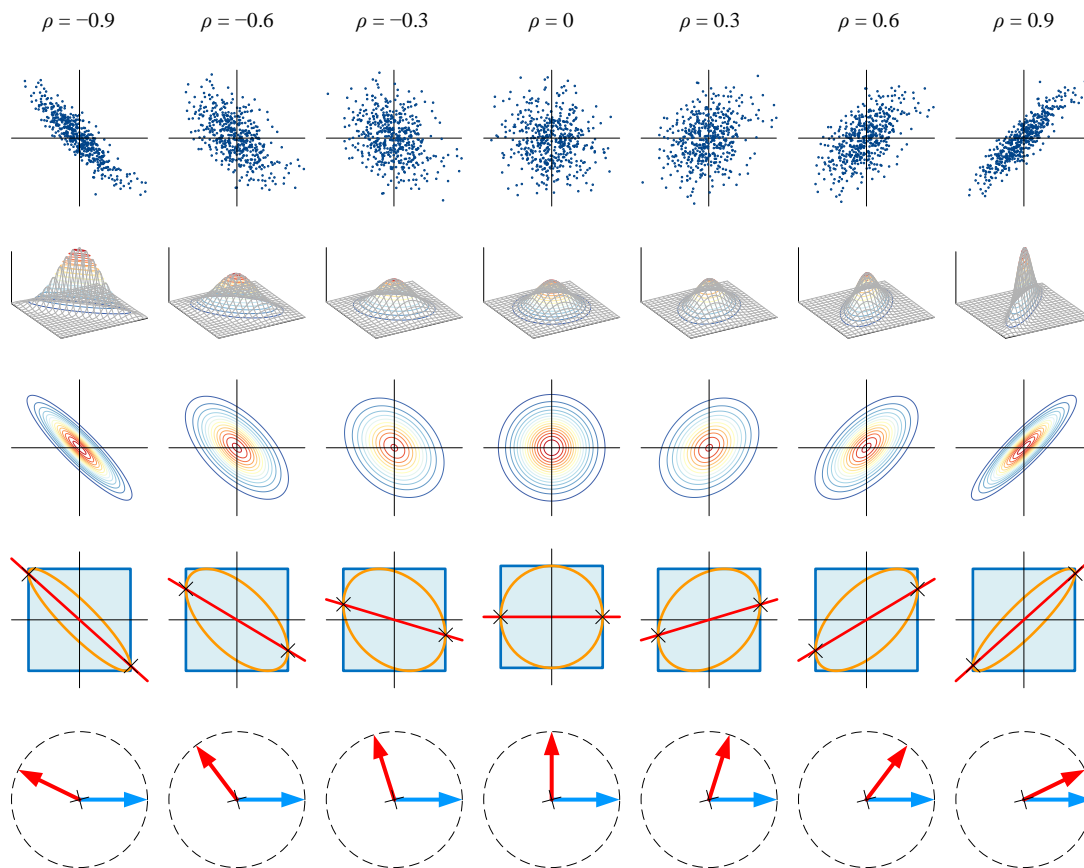 ρ = −0.9 ρ = −0.6 ρ = −0.3 ρ = 0 ρ = 0.3 ρ = 0.6 ρ = 0.9